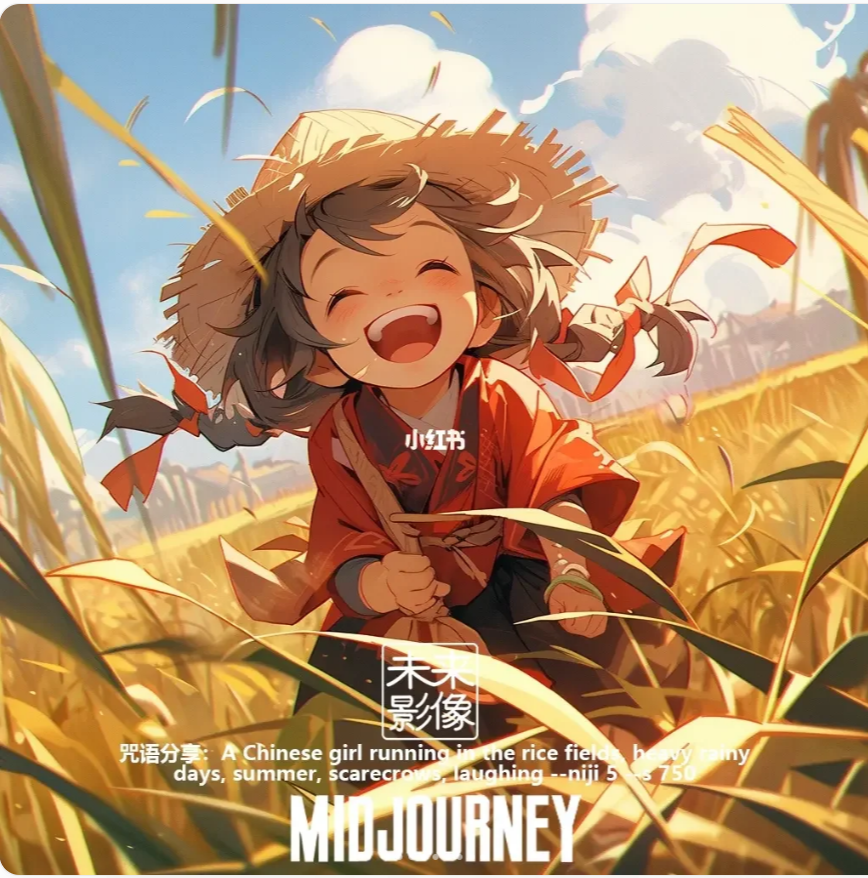 小红书
未来
影像
咒语分享：A Chinese girl running in the rice fields, heavy rainy
days, summer, scarecrows, laughing --niji 5 --s 750
MIDJOURNEY